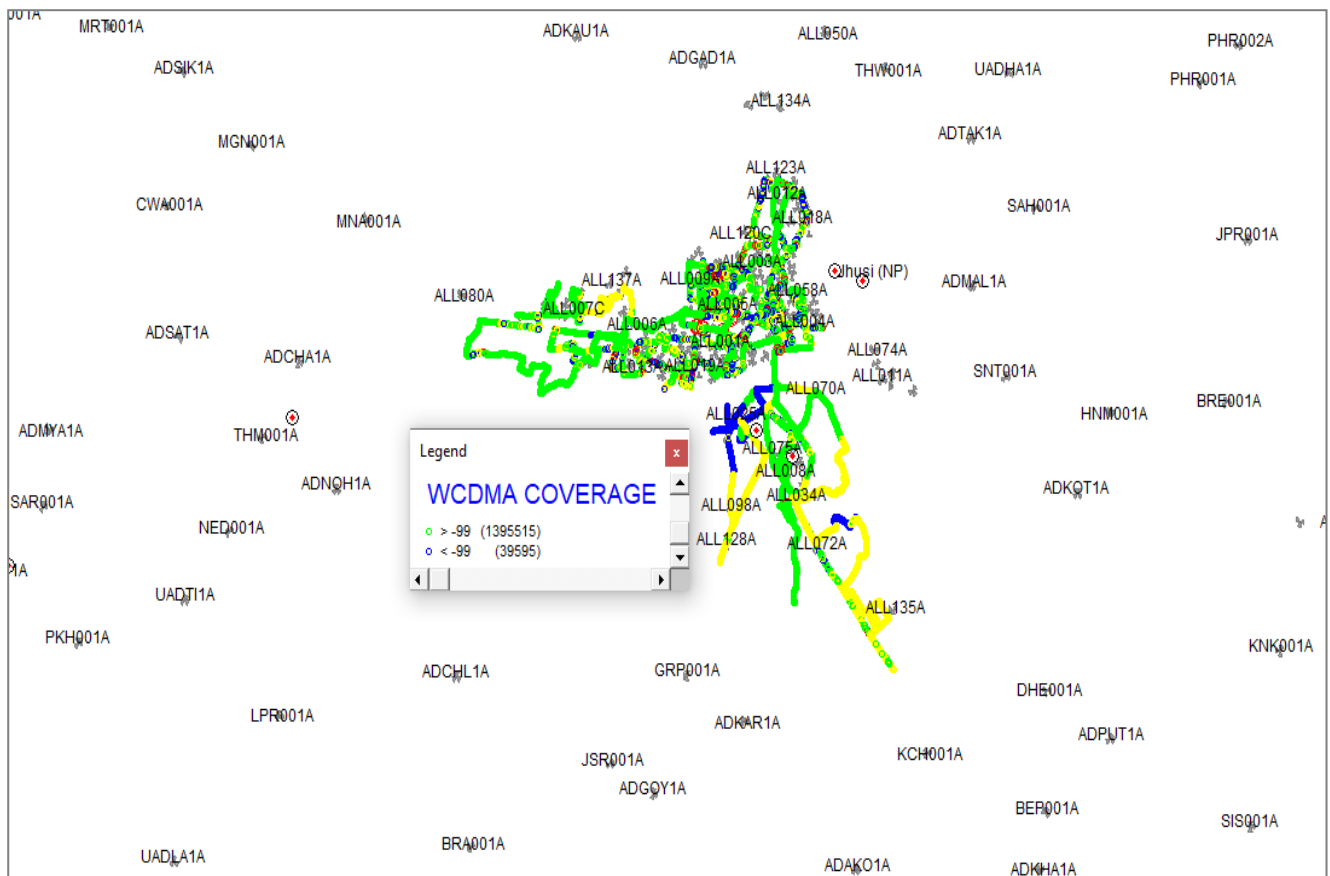 MRT001A
ADKAU1A
ALL050A
PHR002A
ADSIK1A
ADGAD1A
THW001A
UADHA1A
PHR001A
ALL134A
MGN001A
ADTAK1A
ALL123A
ALL012A
CWA001A
MNA001A
ALL018A
SAH001A
ALL120C
JPR001A
ALL003A
Jhusi (NP)
ALL137A
ALL009A
ADMAL1A
ALL080A
ALL058A
ALL007C
ALL005A
ADSAT1A
ALL006A
ALL004A
ADCHA1A
ALL001A
ALL074A
ALL013A
ALL019A
ALL011A
SNT001A
ALL070A
BRE001A
HNM001A
ADMYA1A
THM001A
Legend
x
ALL075A
WCDMA COVERAGE
ALL008A
ADNOH1A
ADKOT1A
SAR001A
ALL034A
ALL098A
NED001A
> -99 (1395515)
< -99 (39595)
ALL128A
ALL072A
UADTI1A
ALL135A
PKH001A
KNK001A
ADCHL1A
GRP001A
DHE001A
LPR001A
ADKAR1A
ADPUT1A
JSR001A
KCH001A
ADGOY1A
BEP001A
SIS001A
BRA001A
UADLA1A
ADAKO1A
ADKHA1A